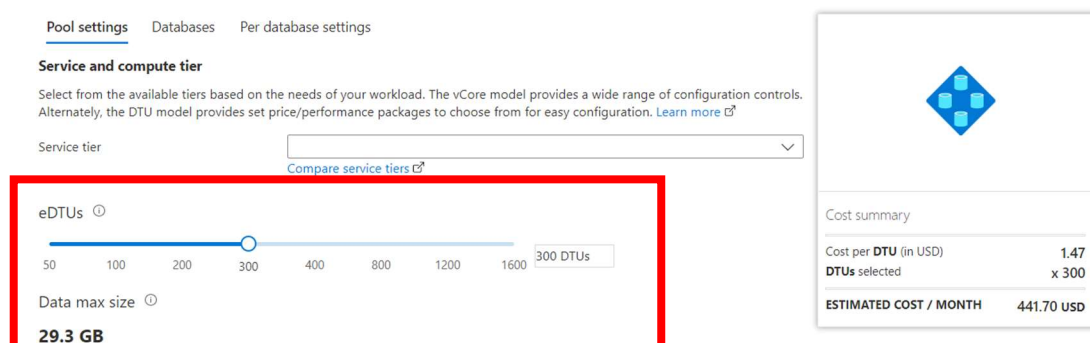 Pool settings Databases Per database settings
Service and compute tier
Select from the available tiers based on the needs of your workload. The vCore model provides a wide range of configuration controls.
Alternately, the DTU model provides set price/performance packages to choose from for easy configuration. Learn more
Service tier
Compare service tiers
eDTUs
50 100 200 300 400 800 1200 1600 300 DTUs
Data max size
29.3 GB
Cost summary
Cost per DTU (in USD) 1.47
DTUs selected x 300
ESTIMATED COST / MONTH 441.70 USD